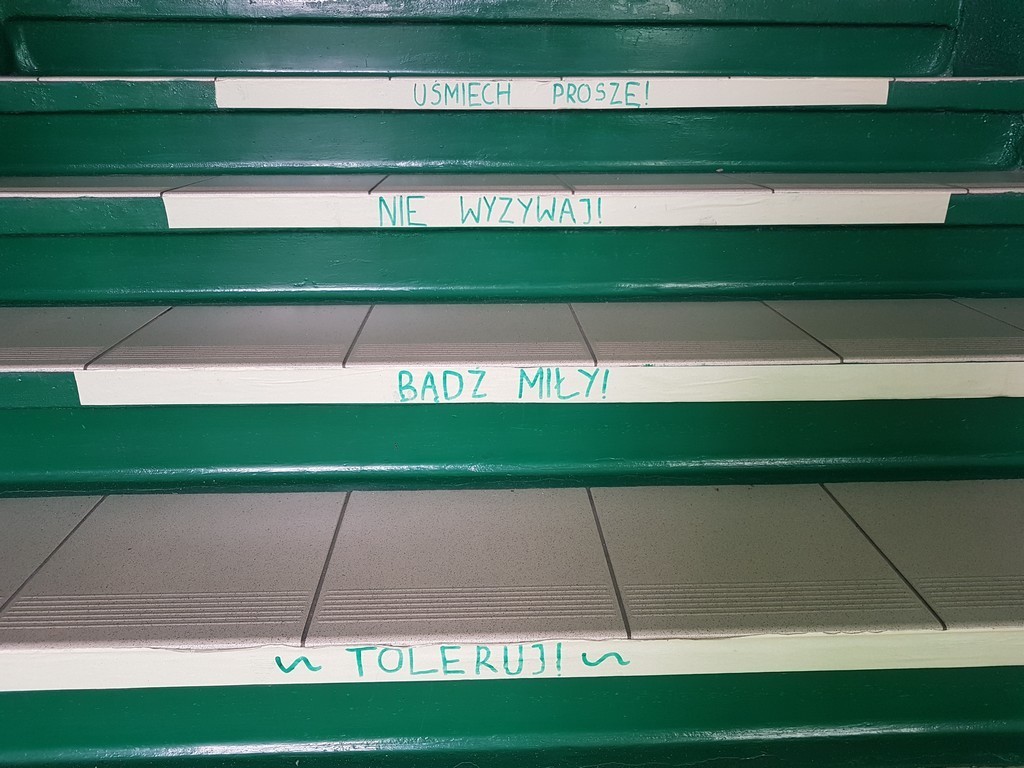 UŚMIECH PROSZĘ!
NIE WYZYWAJ!
BĄDŹ MIŁY!
~ TOLERUJ! ~